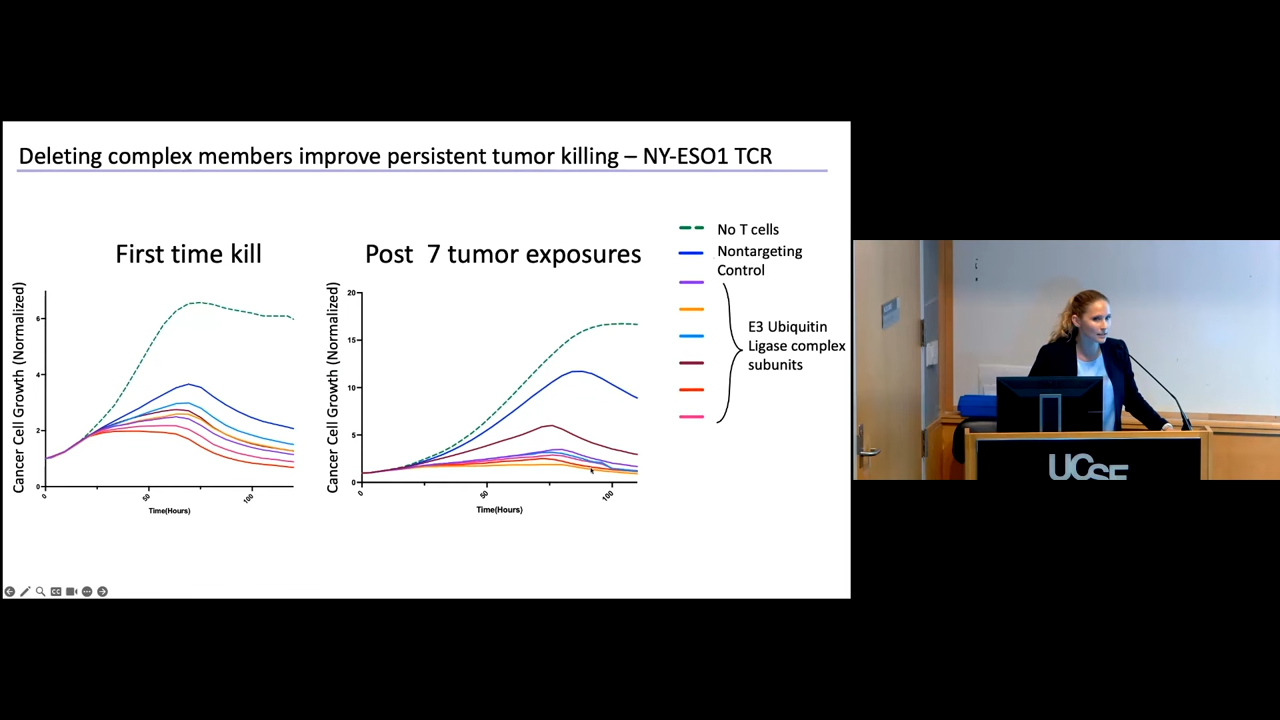 Deleting complex members improve persistent tumor killing – NY-ESO1 TCR
First time kill
Cancer Cell Growth (Normalized)
6
4
2
0
0
50
100
Time(Hours)
Post 7 tumor exposures
Cancer Cell Growth (Normalized)
20
15
10
5
0
0
50
100
Time(Hours)
No T cells
Nontargeting
Control
E3 Ubiquitin
Ligase complex
subunits
CC
UCSF